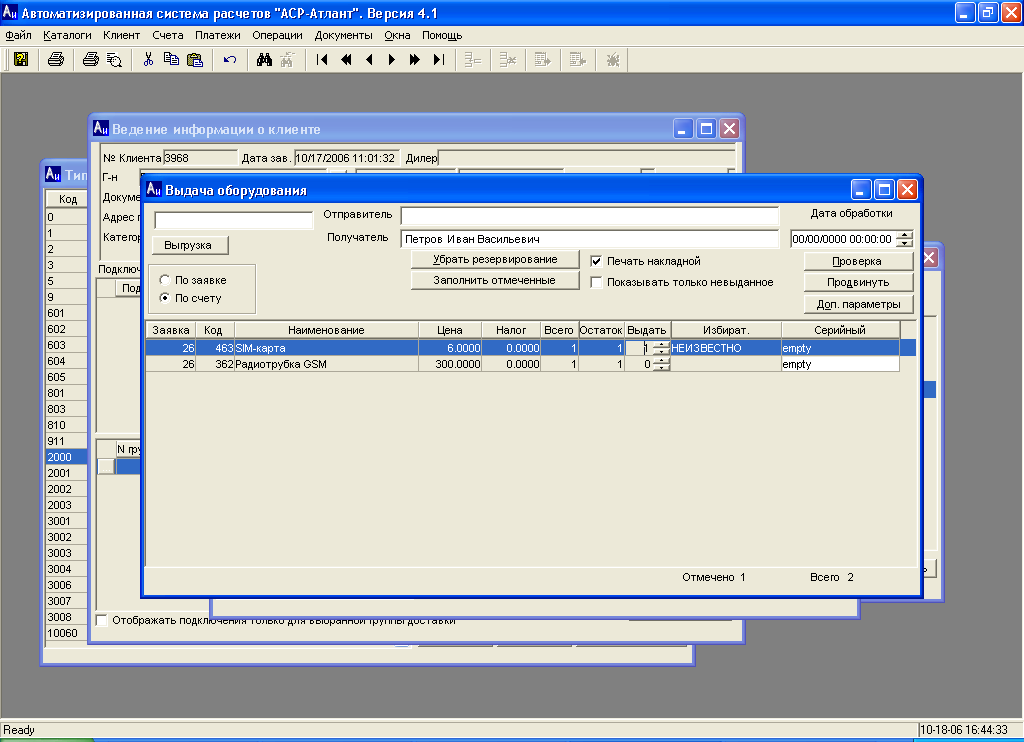 Автоматизированная система расчетов "АСР-Атлант". Версия 4.1
Файл Каталоги Клиент Счета Платежи Операции Документы Окна Помощь
Ведение информации о клиенте
№ Клиента 3968 Дата зав. 10/17/2006 11:01:32 Дилер
Г-н
Докуме
Адрес
Категор
Подключ
Под
N гру
Отображать подключения только для выбранной группы доставки
Тип
Код
0
1
2
3
5
9
601
602
603
604
605
801
803
810
911
2000
2001
2002
2003
3001
3002
3003
3004
3006
3007
3008
10060
Выдача оборудования
Отправитель
Дата обработки
Получатель Петров Иван Васильевич
00/00/0000 00:00:00
Выгрузка
Убрать резервирование
Печать накладной
Проверка
По заявке
Заполнить отмеченные
Показывать только невыданное
Продвинуть
По счету
Доп. параметры
Заявка Код Наименование Цена Налог Всего Остаток Выдать Избират. Серийный
26 463 SIM-карта 6.0000 0.0000 1 1 1 НЕИЗВЕСТНО empty
26 362 Радиотрубка GSM 300.0000 0.0000 1 1 0 empty
Отмечено 1 Всего 2
Ready
10-18-06 16:44:33